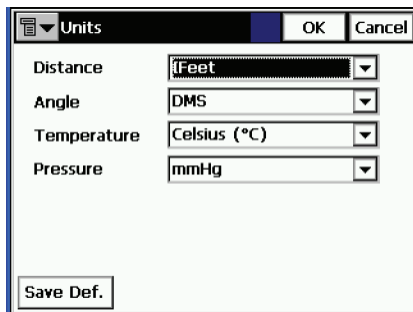 Units OK Cancel
Distance IFeet
Angle DMS
Temperature Celsius (°C)
Pressure mmHg
Save Def.